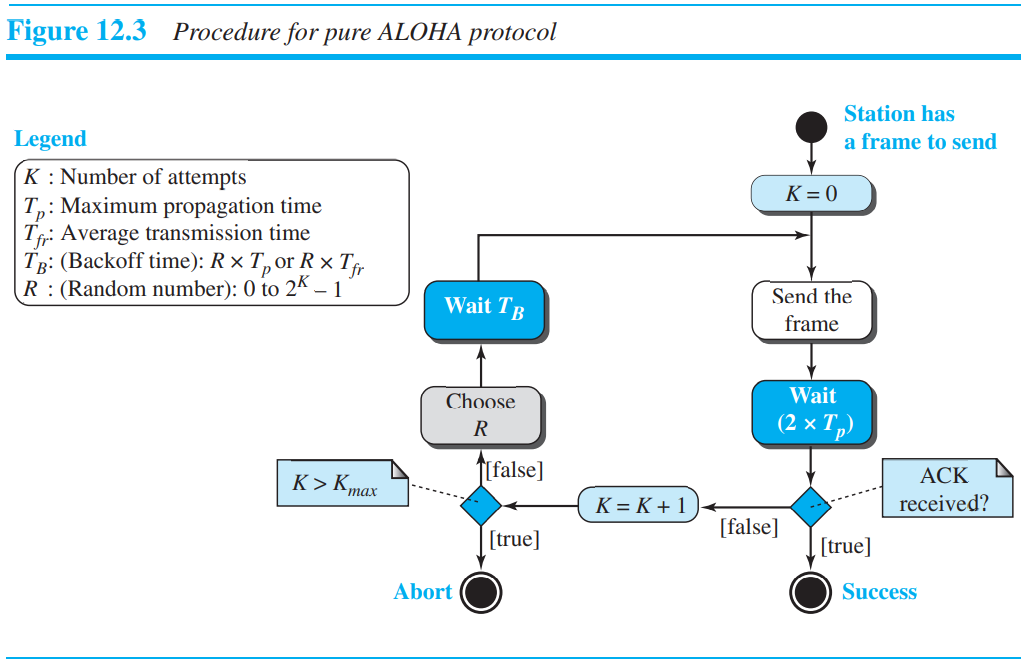 Figure 12.3 Procedure for pure ALOHA protocol
Legend
K : Number of attempts
Tp: Maximum propagation time
Tfr: Average transmission time
TB: (Backoff time): R × Tp or R × Tfr
R : (Random number): 0 to 2^K – 1
Station has
a frame to send
K = 0
Wait TB
Send the
frame
Choose
R
Wait
(2 × Tp)
[false]
K > Kmax
K = K + 1
ACK
received?
[false]
[true]
[true]
Abort
Success